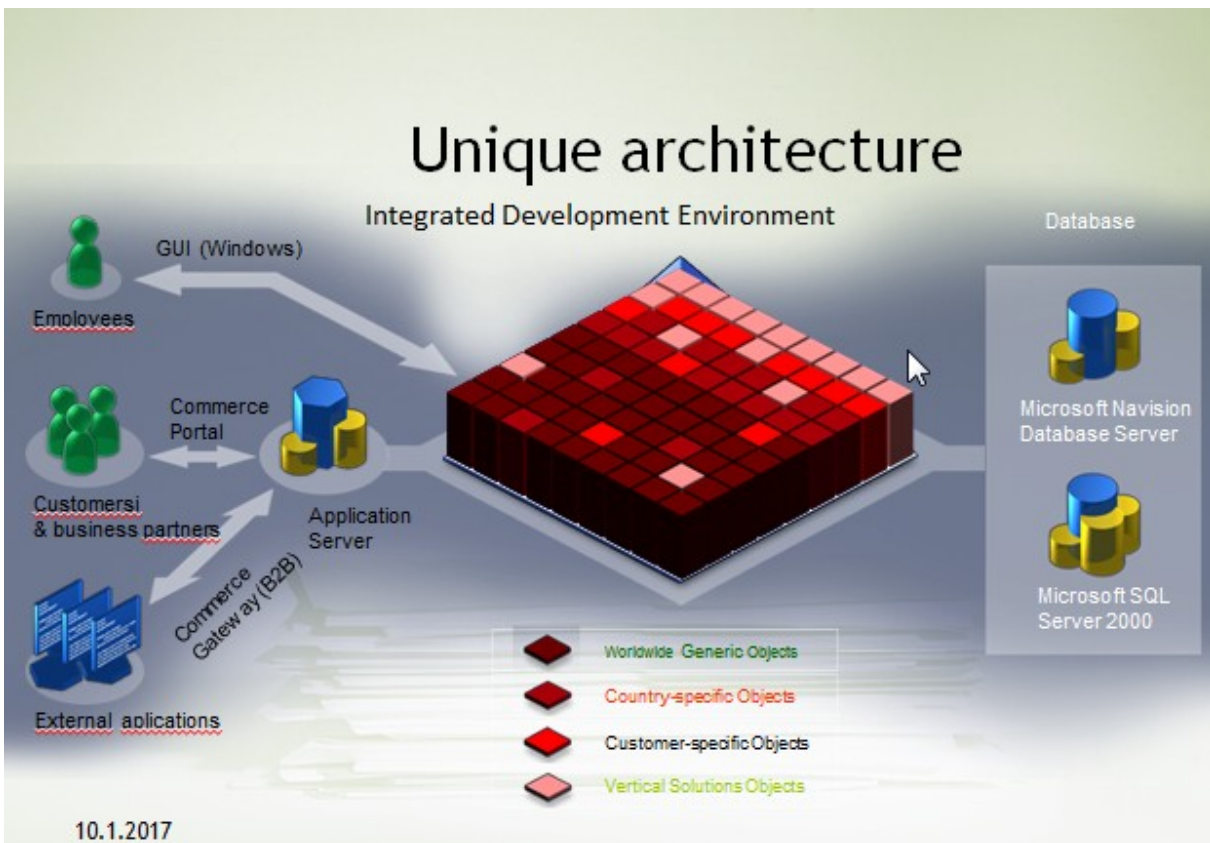 Unique architecture
Integrated Development Environment
Database
GUI (Windows)
Employees
Commerce
Portal
Customersi
& business partners
Application
Server
Commerce
Gateway (B2B)
External aplications
Microsoft Navision
Database Server
Microsoft SQL
Server 2000
Worldwide Generic Objects
Country-specific Objects
Customer-specific Objects
Vertical Solutions Objects
10.1.2017